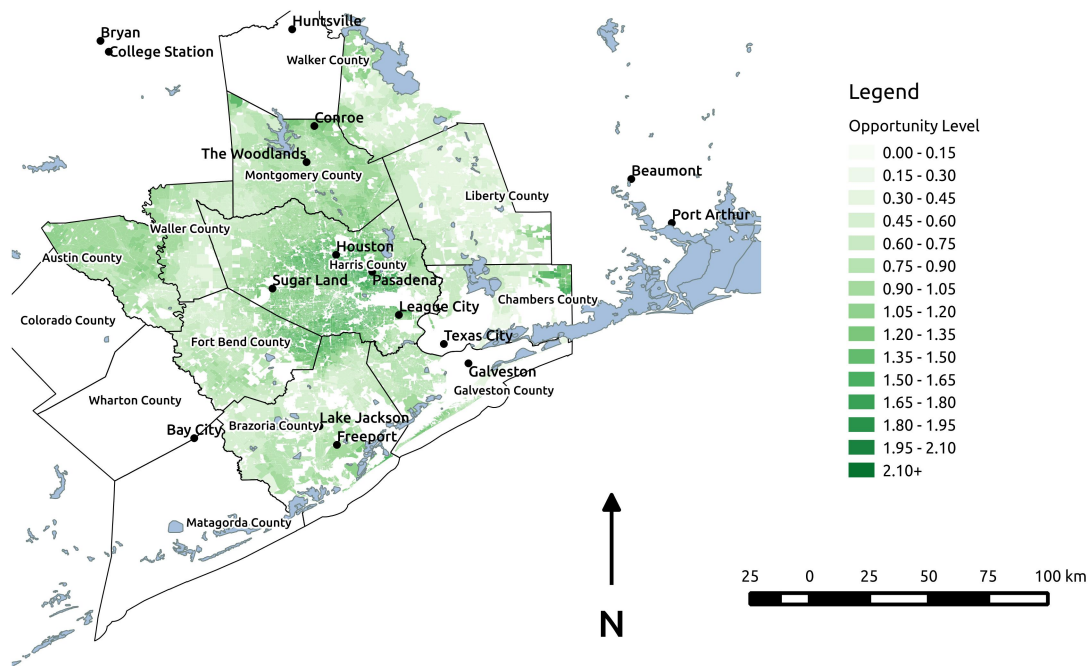 Huntsville
Bryan
College Station
Walker County
Conroe
The Woodlands
Montgomery County
Liberty County
Beaumont
Port Arthur
Waller County
Houston
Austin County
Harris County
Sugar Land
Pasadena
Chambers County
League City
Colorado County
Texas City
Fort Bend County
Galveston
Galveston County
Wharton County
Lake Jackson
Brazoria County
Bay City
Freeport
Matagorda County
Legend
Opportunity Level
0.00 - 0.15
0.15 - 0.30
0.30 - 0.45
0.45 - 0.60
0.60 - 0.75
0.75 - 0.90
0.90 - 1.05
1.05 - 1.20
1.20 - 1.35
1.35 - 1.50
1.50 - 1.65
1.65 - 1.80
1.80 - 1.95
1.95 - 2.10
2.10+
N
25 0 25 50 75 100 km